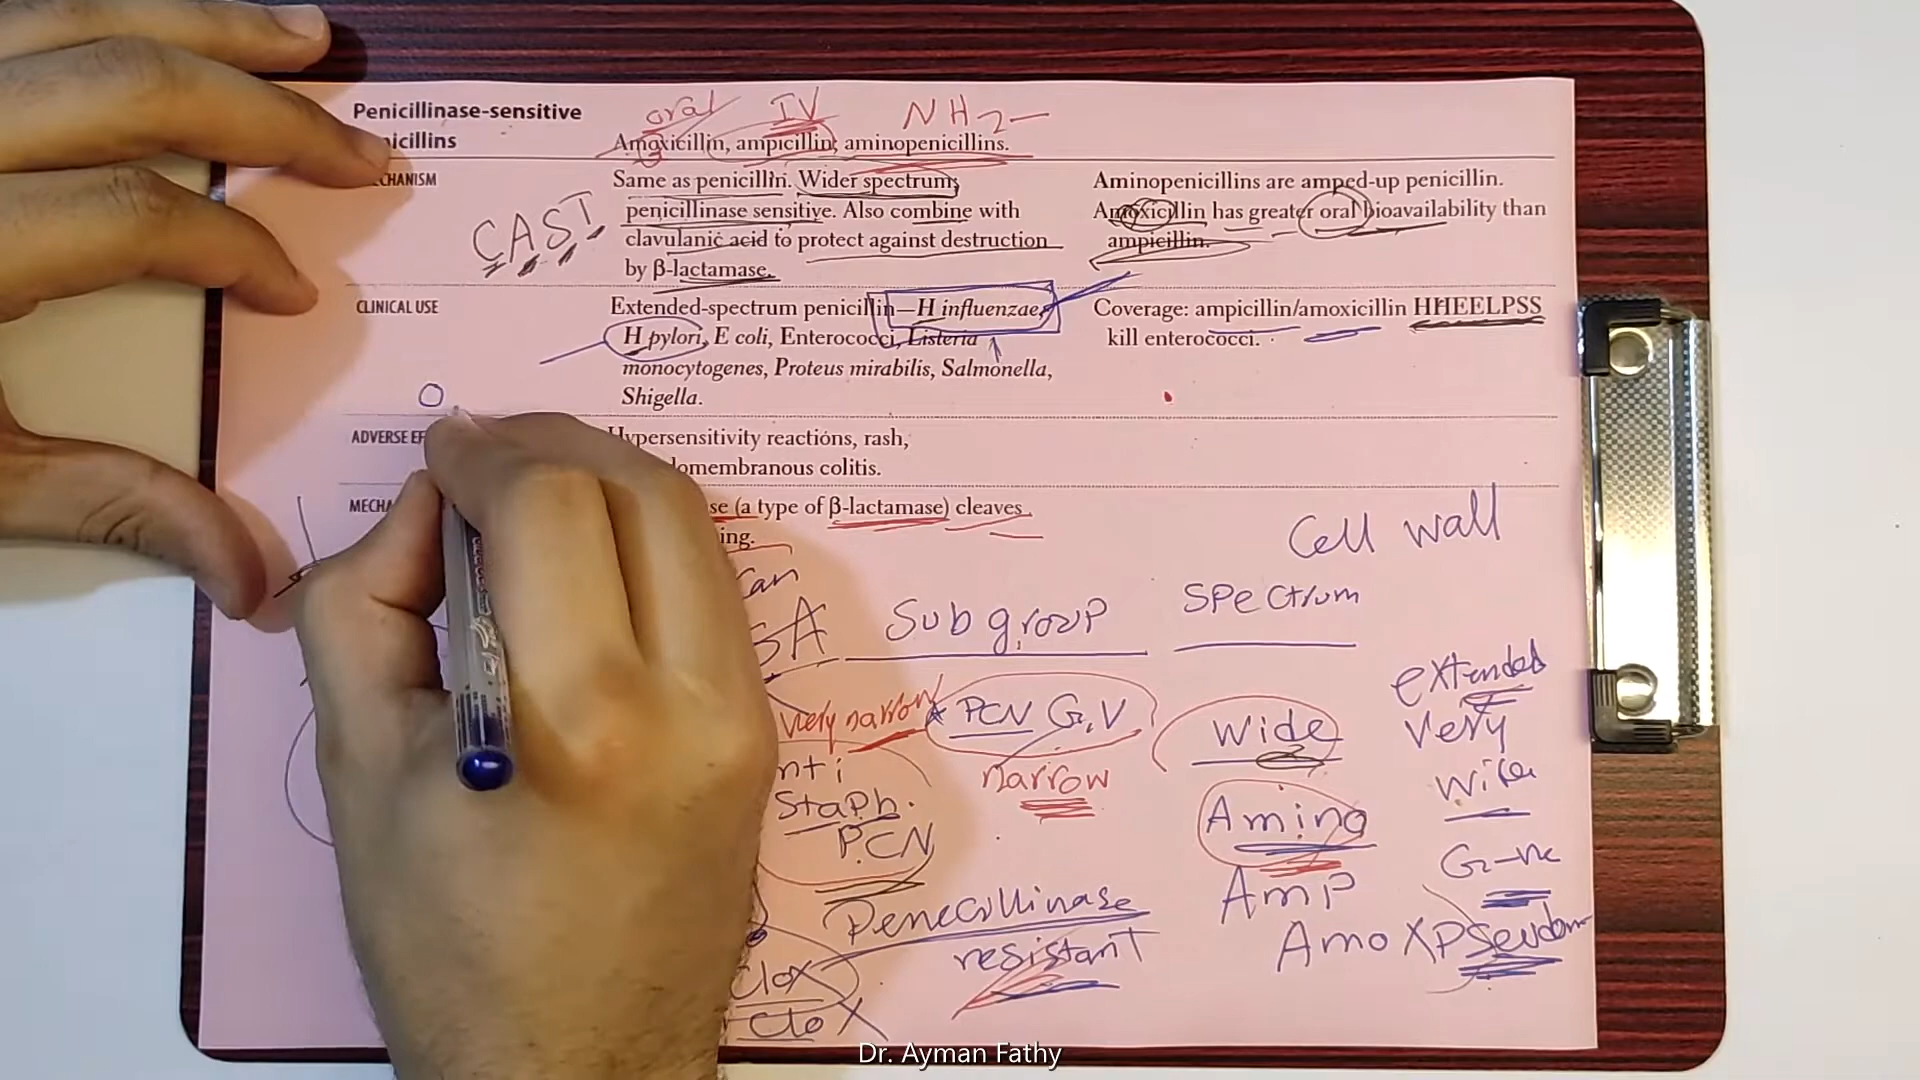 Penicillinase-sensitive
icillins
oral IV NH2-
Amoxicillin, ampicillin; aminopenicillins.
CHANISM
Same as penicillin. Wider spectrum;
penicillinase sensitive. Also combine with
clavulanic acid to protect against destruction
by β-lactamase.
CAST
Aminopenicillins are amped-up penicillin.
Amoxicillin has greater oral bioavailability than
ampicillin.
CLINICAL USE
Extended-spectrum penicillin—H influenzae,
H pylori, E coli, Enterococci, Listeria
monocytogenes, Proteus mirabilis, Salmonella,
Shigella.
Coverage: ampicillin/amoxicillin HHEELPSS
kill enterococci.
ADVERSE EF
Hypersensitivity reactions, rash,
domembranous colitis.
MECHA
se (a type of β-lactamase) cleaves
ing.
Cell wall
SA Subgroup Spectrum
very narrow
PCN G,V
narrow
nti
Staph.
PCN
Penecillinase
resistant
Clox
Clox
Wide
Amino
Amp
Amox
extended
very
G-ve
Pseudom
Dr. Ayman Fathy